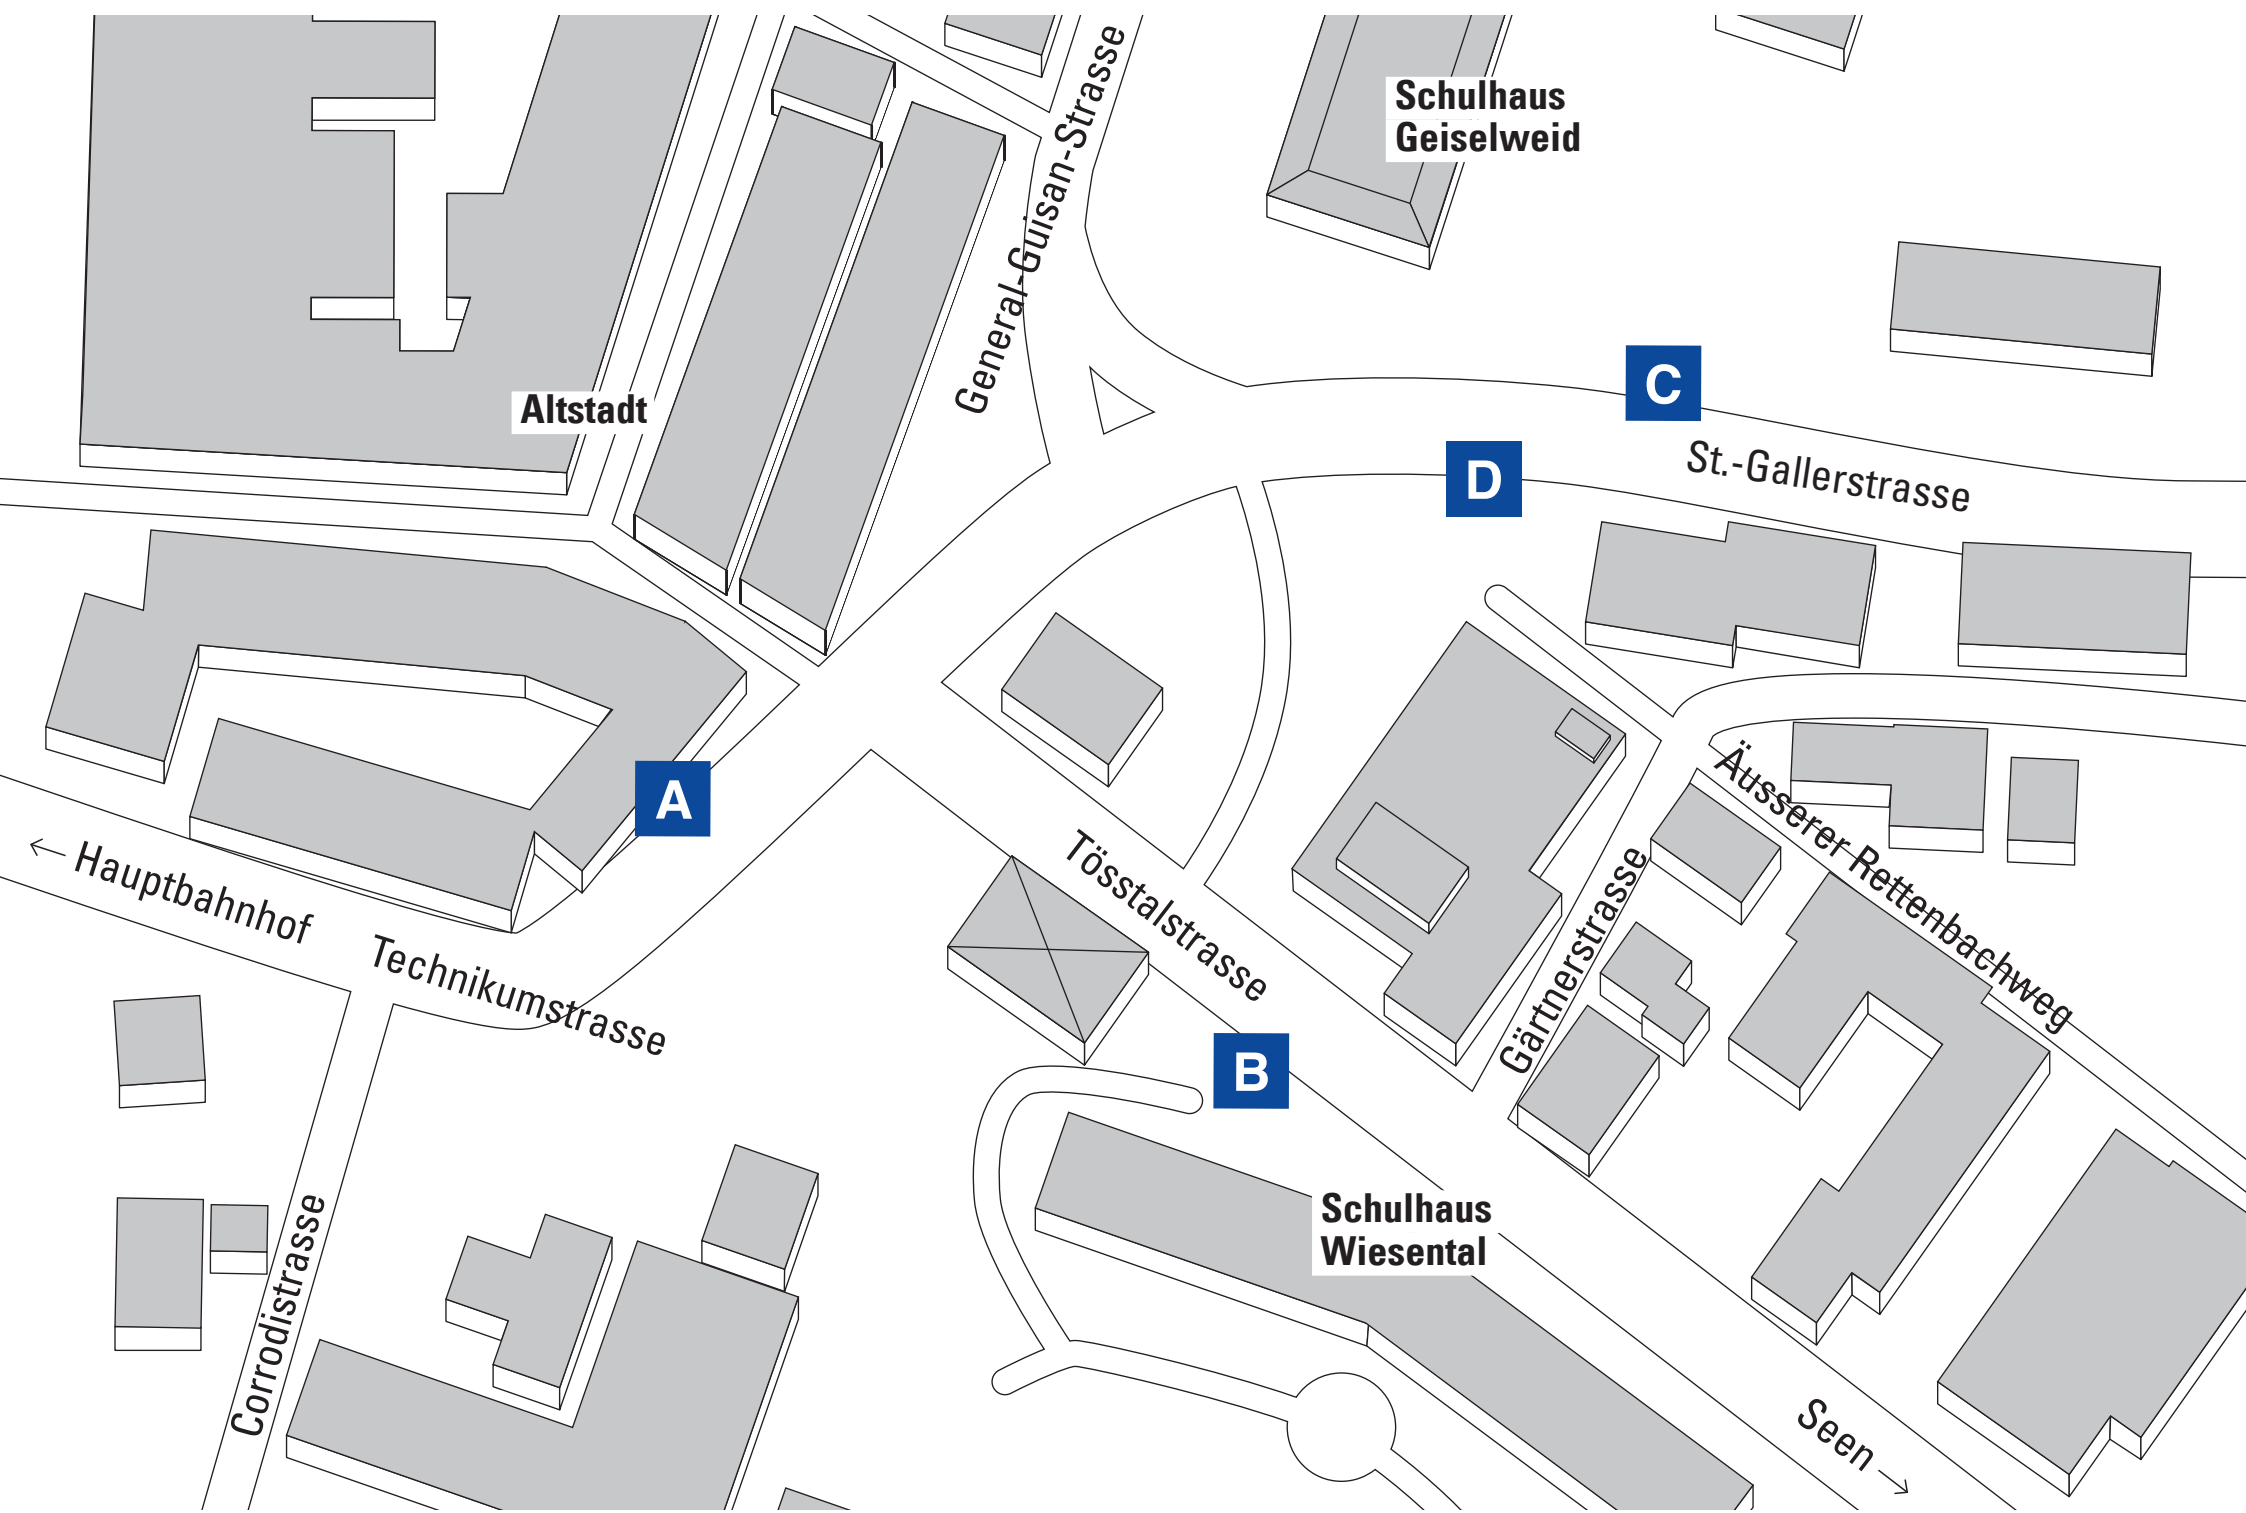 General-Guisan-Strasse
Schulhaus
Geiselweid
Altstadt
C
D
St.-Gallerstrasse
A
Äusserer Rettenbachweg
← Hauptbahnhof
Technikumstrasse
Tösstalstrasse
Gärtnerstrasse
B
Schulhaus
Wiesental
Corrodistrasse
Seen →